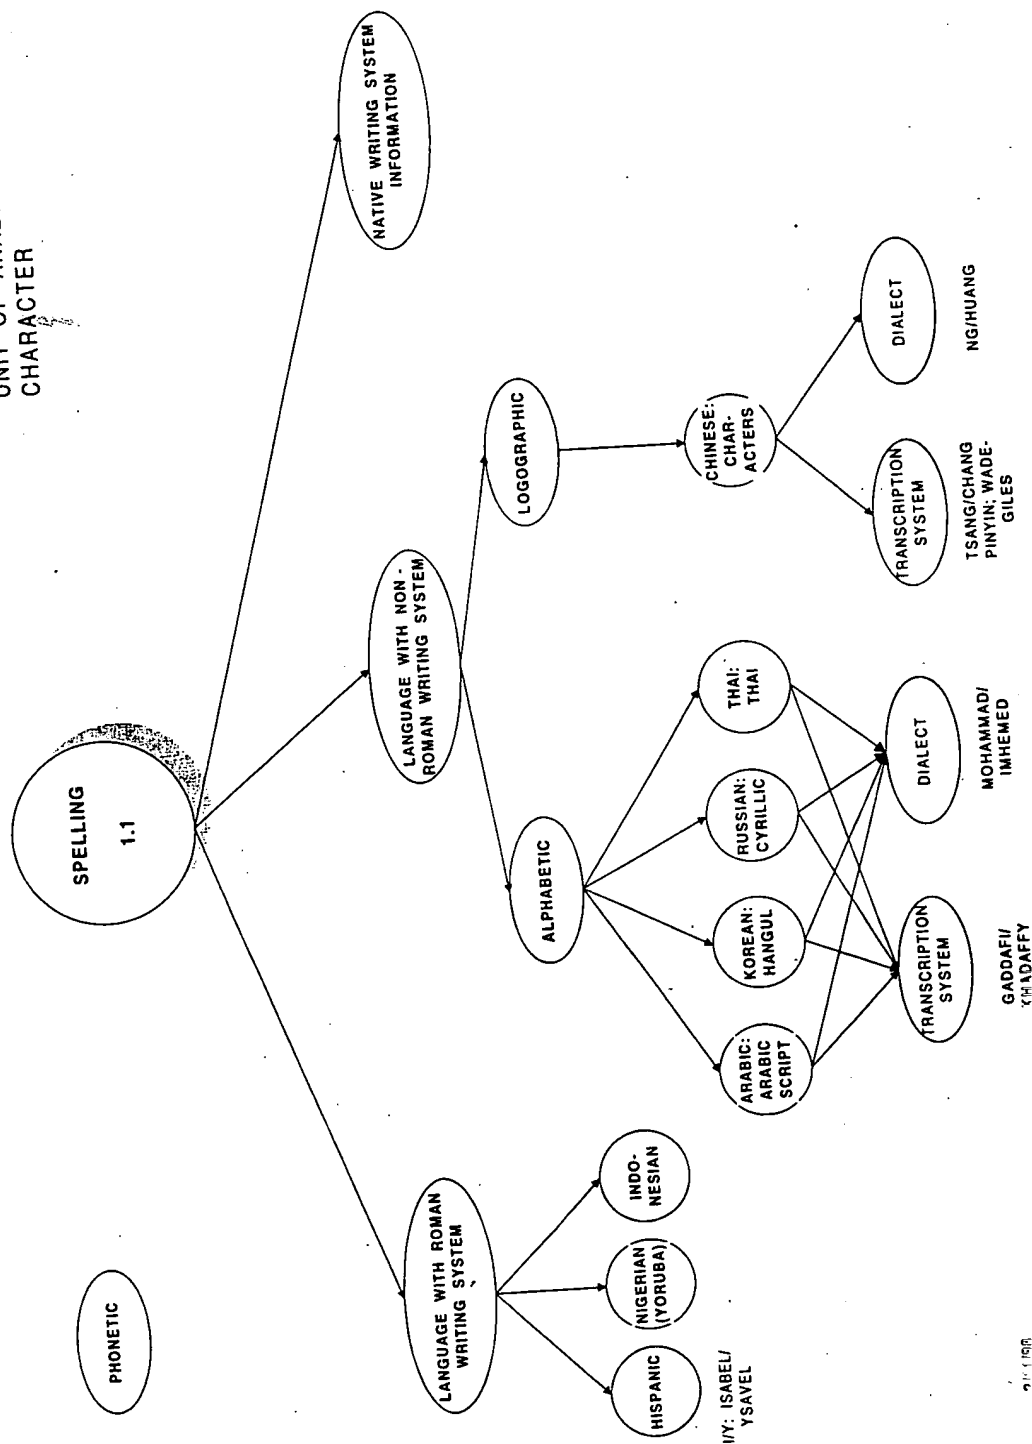 UNIT OF
CHARACTER
PHONETIC
SPELLING
1.1
LANGUAGE WITH ROMAN
WRITING SYSTEM
LANGUAGE WITH NON-
ROMAN WRITING SYSTEM
NATIVE WRITING SYSTEM
INFORMATION
ALPHABETIC
LOGOGRAPHIC
HISPANIC
NIGERIAN
(YORUBA)
INDO-
NESIAN
I/Y: ISABEL/
YSAVEL
ARABIC:
ARABIC
SCRIPT
KOREAN:
HANGUL
RUSSIAN:
CYRILLIC
THAI:
THAI
CHINESE:
CHAR-
ACTERS
TRANSCRIPTION
SYSTEM
DIALECT
TRANSCRIPTION
SYSTEM
DIALECT
GADDAFI/
MOHAMMAD/
IMHEMED
TSANG/CHANG
PINYIN; WADE-
GILES
NG/HUANG